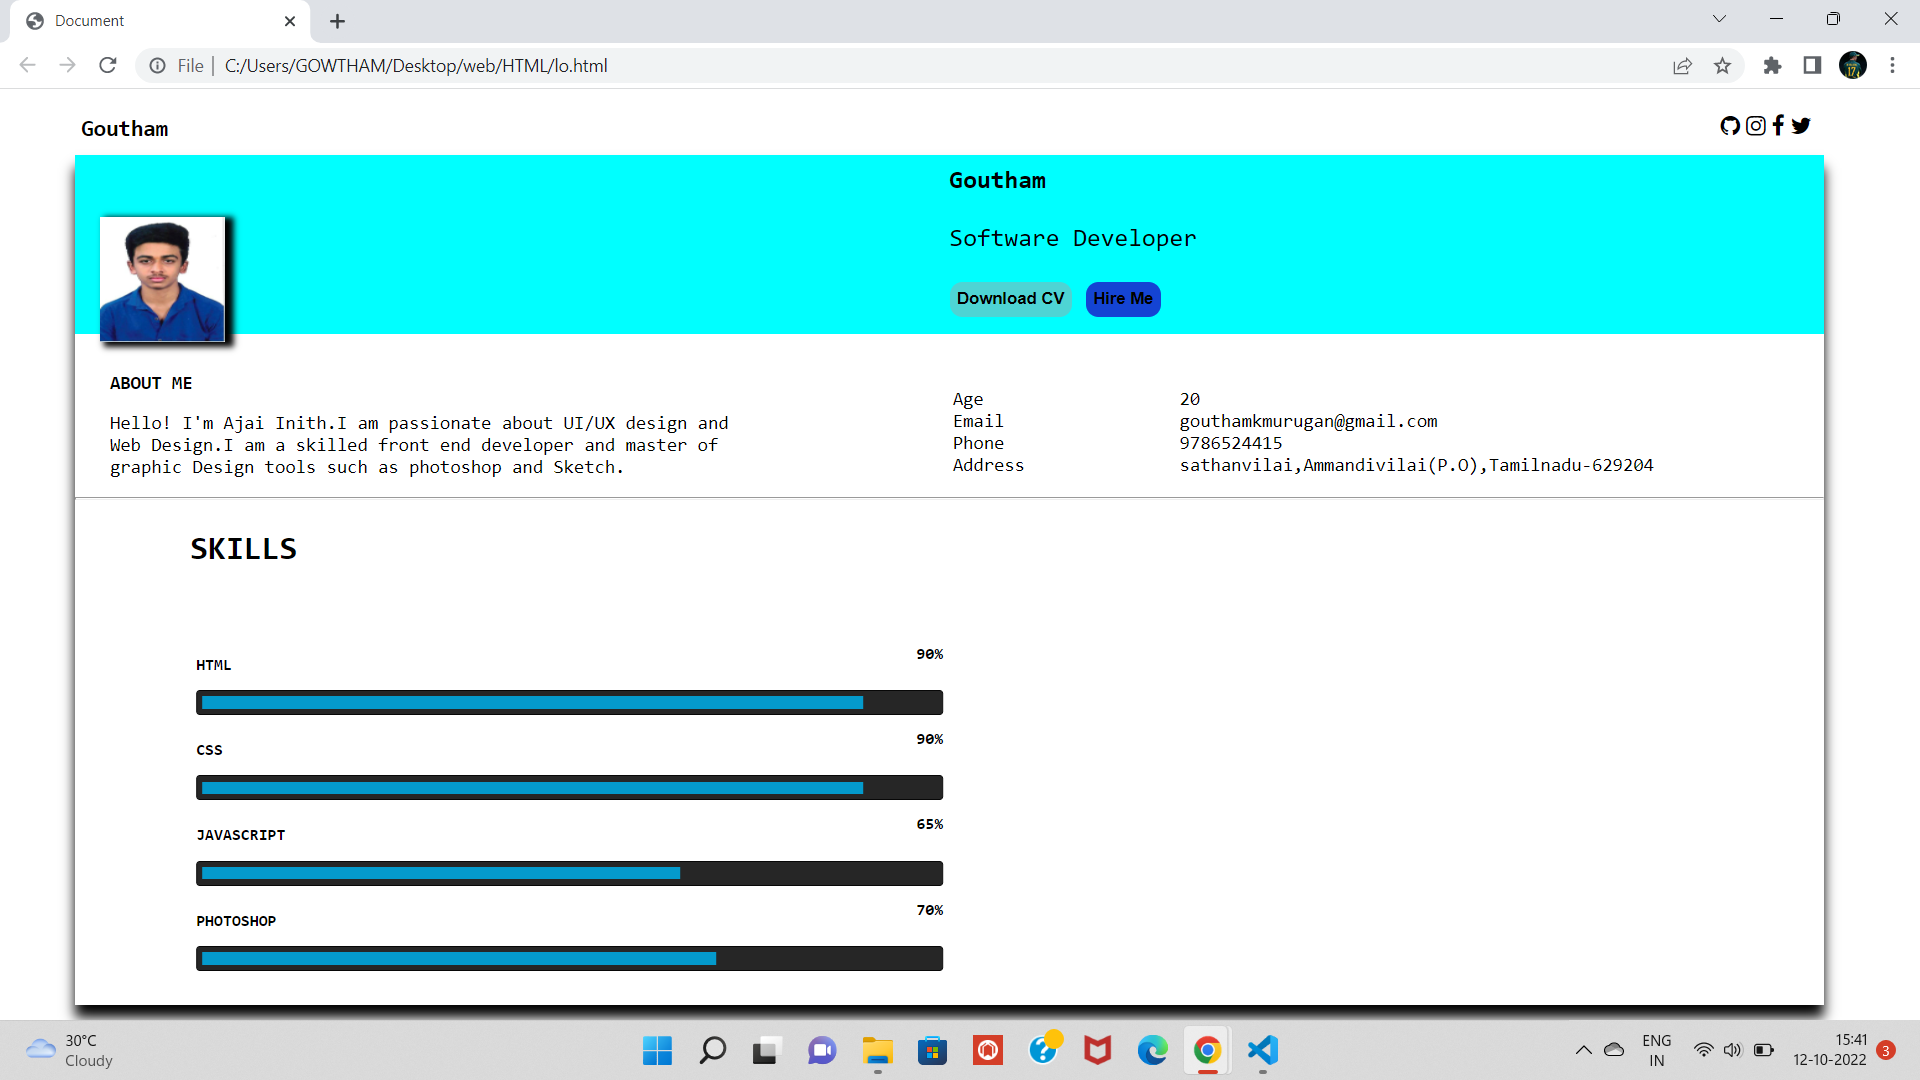 Document
File
C:/Users/GOWTHAM/Desktop/web/HTML/lo.html
Goutham
Goutham
Software Developer
Download CV Hire Me
ABOUT ME
Hello! I'm Ajai Inith.I am passionate about UI/UX design and
Web Design.I am a skilled front end developer and master of
graphic Design tools such as photoshop and Sketch.
Age 20
Email gouthamkmurugan@gmail.com
Phone 9786524415
Address sathanvilai,Ammandivilai(P.O),Tamilnadu-629204
SKILLS
HTML 90%
CSS 90%
JAVASCRIPT 65%
PHOTOSHOP 70%
30°C
Cloudy
ENG
IN
15:41
12-10-2022
3